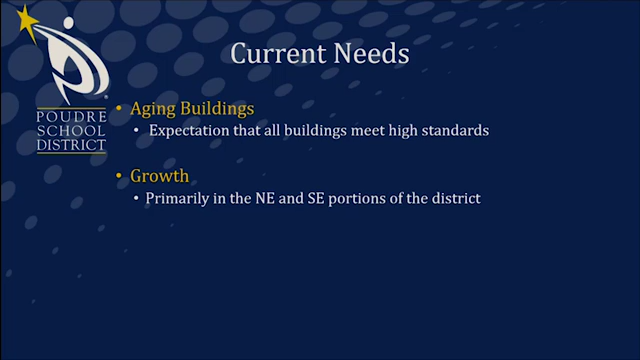 Current Needs
POUDRE
SCHOOL
DISTRICT
• Aging Buildings
• Expectation that all buildings meet high standards
• Growth
• Primarily in the NE and SE portions of the district